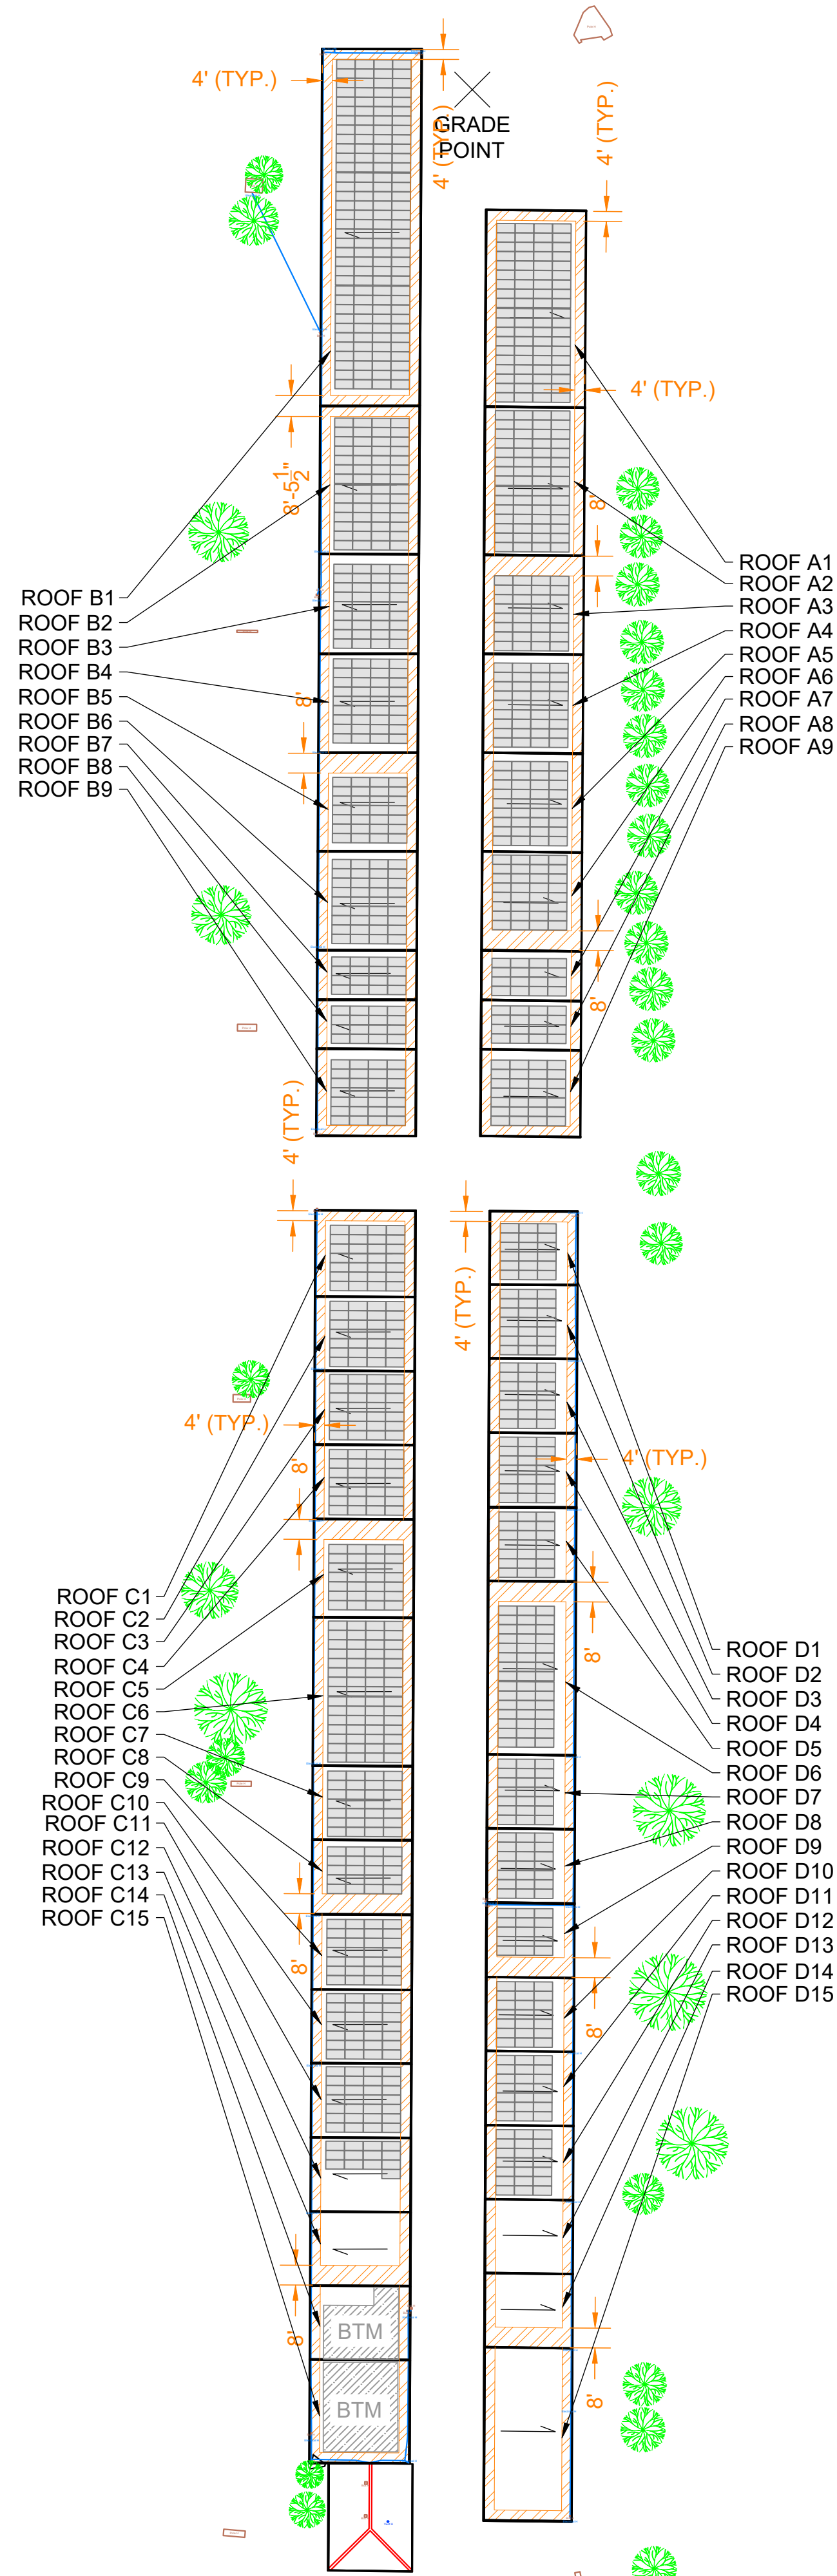 4' (TYP.)
4' (TYP.)
GRADE
POINT
4' (TYP.)
4' (TYP.)
8'-5 1/2"
8'
ROOF A1
ROOF A2
ROOF A3
ROOF A4
ROOF A5
ROOF A6
ROOF A7
ROOF A8
ROOF A9
ROOF B1
ROOF B2
ROOF B3
ROOF B4
ROOF B5
ROOF B6
ROOF B7
ROOF B8
ROOF B9
8'
8'
4' (TYP.)
4' (TYP.)
4' (TYP.)
8'
4' (TYP.)
ROOF C1
ROOF C2
ROOF C3
ROOF C4
ROOF C5
ROOF C6
ROOF C7
ROOF C8
ROOF C9
ROOF C10
ROOF C11
ROOF C12
ROOF C13
ROOF C14
ROOF C15
8'
ROOF D1
ROOF D2
ROOF D3
ROOF D4
ROOF D5
ROOF D6
ROOF D7
ROOF D8
ROOF D9
ROOF D10
ROOF D11
ROOF D12
ROOF D13
ROOF D14
ROOF D15
8'
8'
8'
BTM
8'
BTM